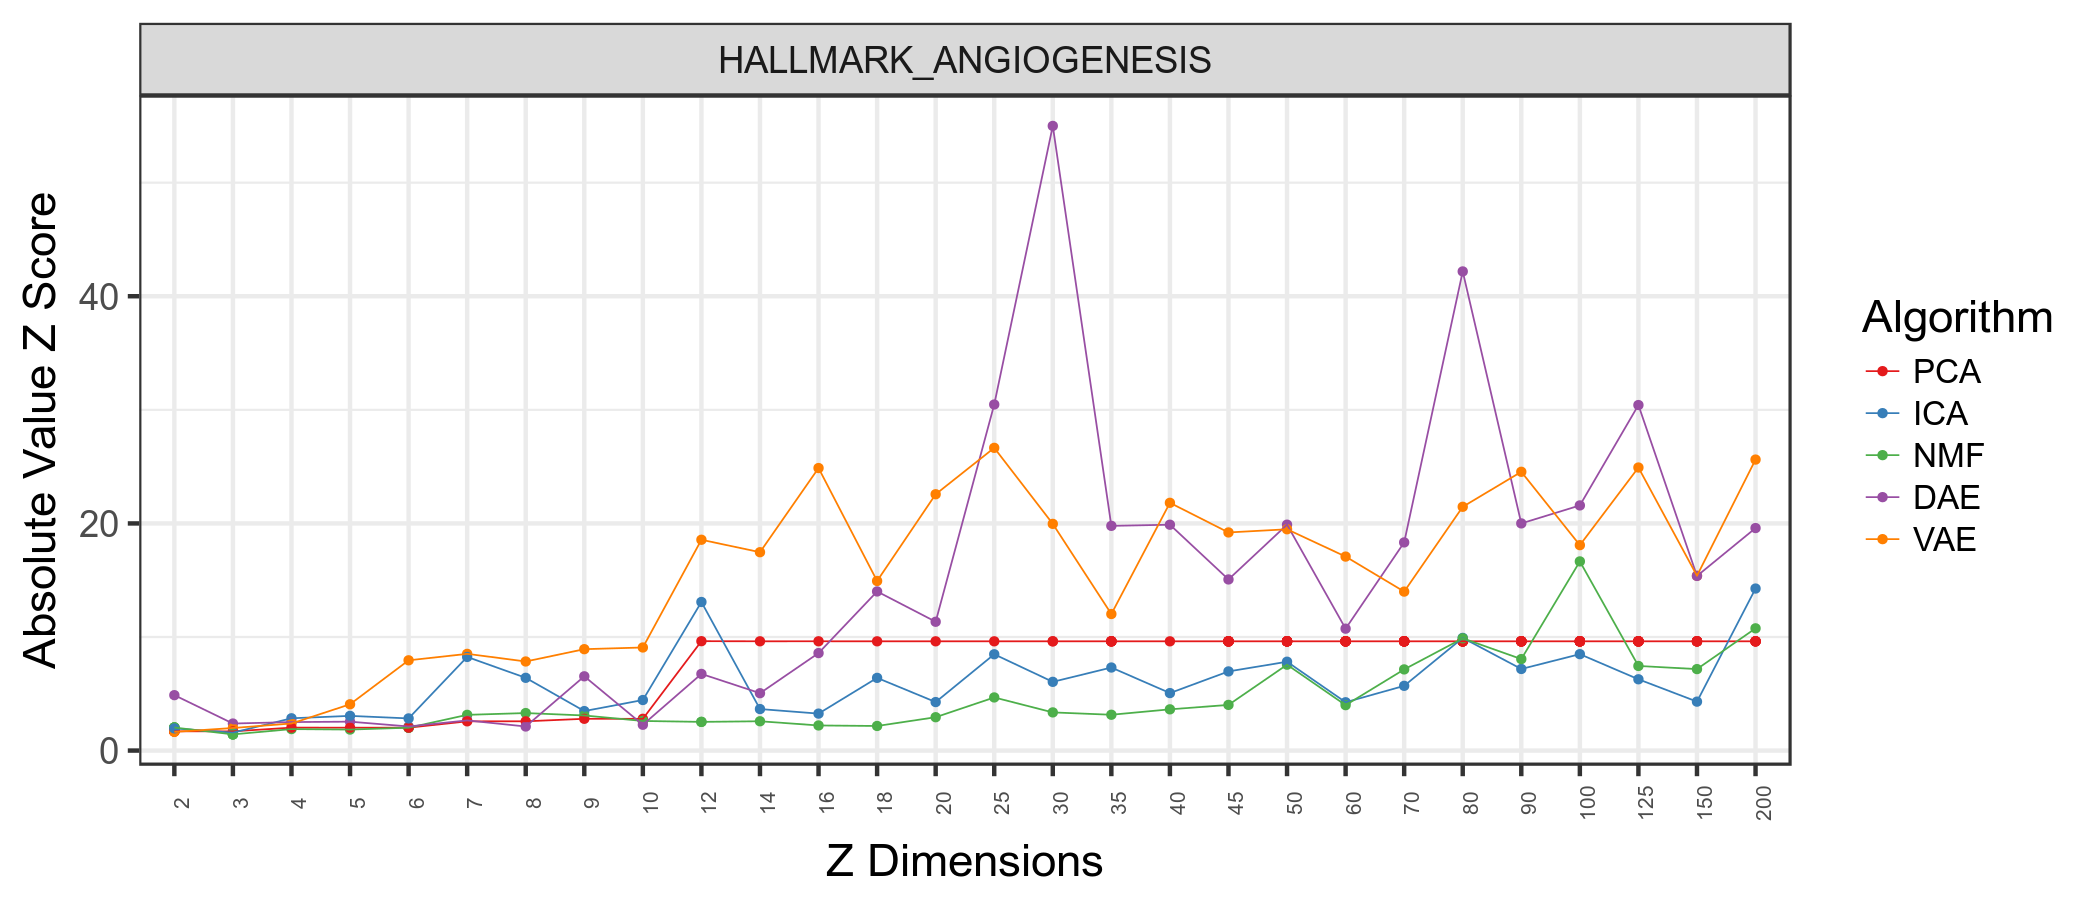 HALLMARK_ANGIOGENESIS
Absolute Value Z Score
40
20
0
2 3 4 5 6 7 8 9 10 12 14 16 18 20 25 30 35 40 45 50 60 70 80 90 100 125 150 200
Z Dimensions
Algorithm
PCA
ICA
NMF
DAE
VAE